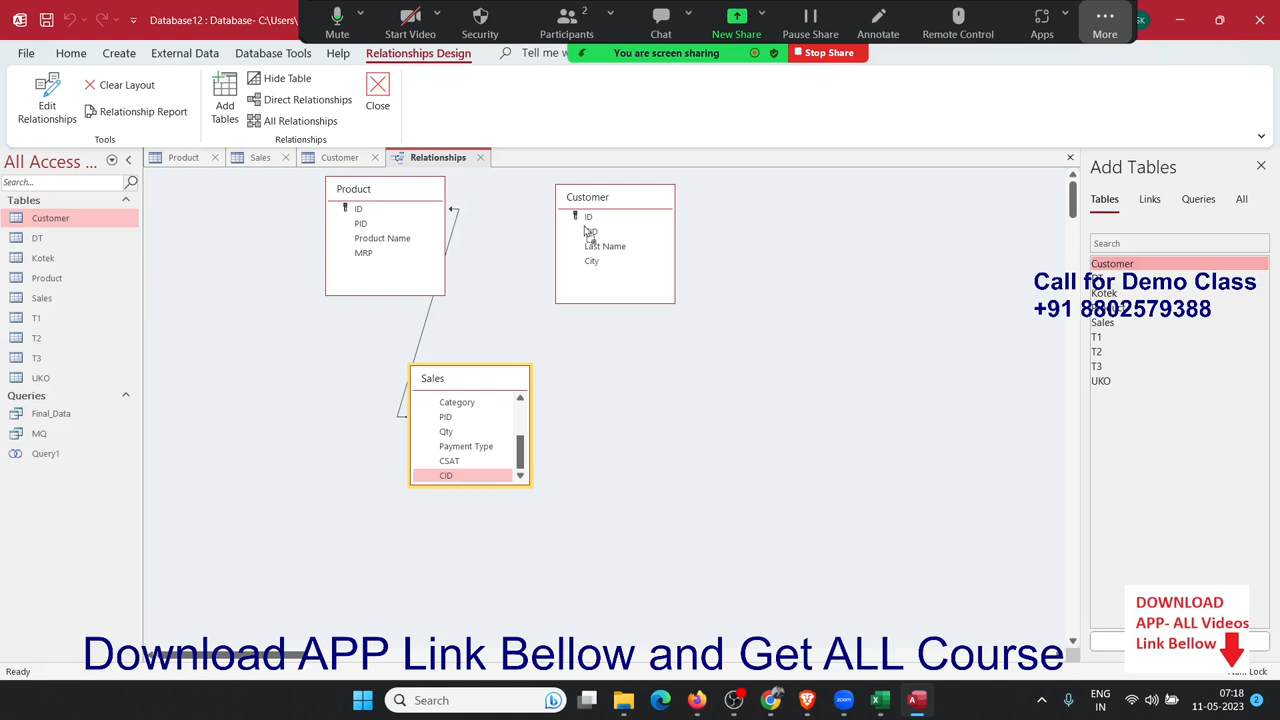 Database12 : Database- C:\Users\
Mute
Start Video
Security
2
Participants
Chat
New Share
Pause Share
Annotate
Remote Control
Apps
More
SK
File
Home
Create
External Data
Database Tools
Help
Relationships Design
Tell me w
You are screen sharing
Stop Share
Edit Relationships
Clear Layout
Relationship Report
Tools
Add Tables
Hide Table
Direct Relationships
All Relationships
Relationships
Close
All Access ...
Search...
Tables
Customer
DT
Kotek
Product
Sales
T1
T2
T3
UKO
Queries
Final_Data
MQ
Query1
Product
Sales
Customer
Relationships
Product
ID
PID
Product Name
MRP
Customer
ID
Last Name
City
Sales
Category
PID
Qty
Payment Type
CSAT
CID
Add Tables
Tables
Links
Queries
All
Search
Customer
Kotek
Sales
T1
T2
T3
UKO
Call for Demo Class
+91 8802579388
DOWNLOAD
APP- ALL Videos
Link Bellow
Download APP Link Bellow and Get ALL Course
Ready
Num Lock
Search
zoom
ENG
IN
07:18
11-05-2023
2